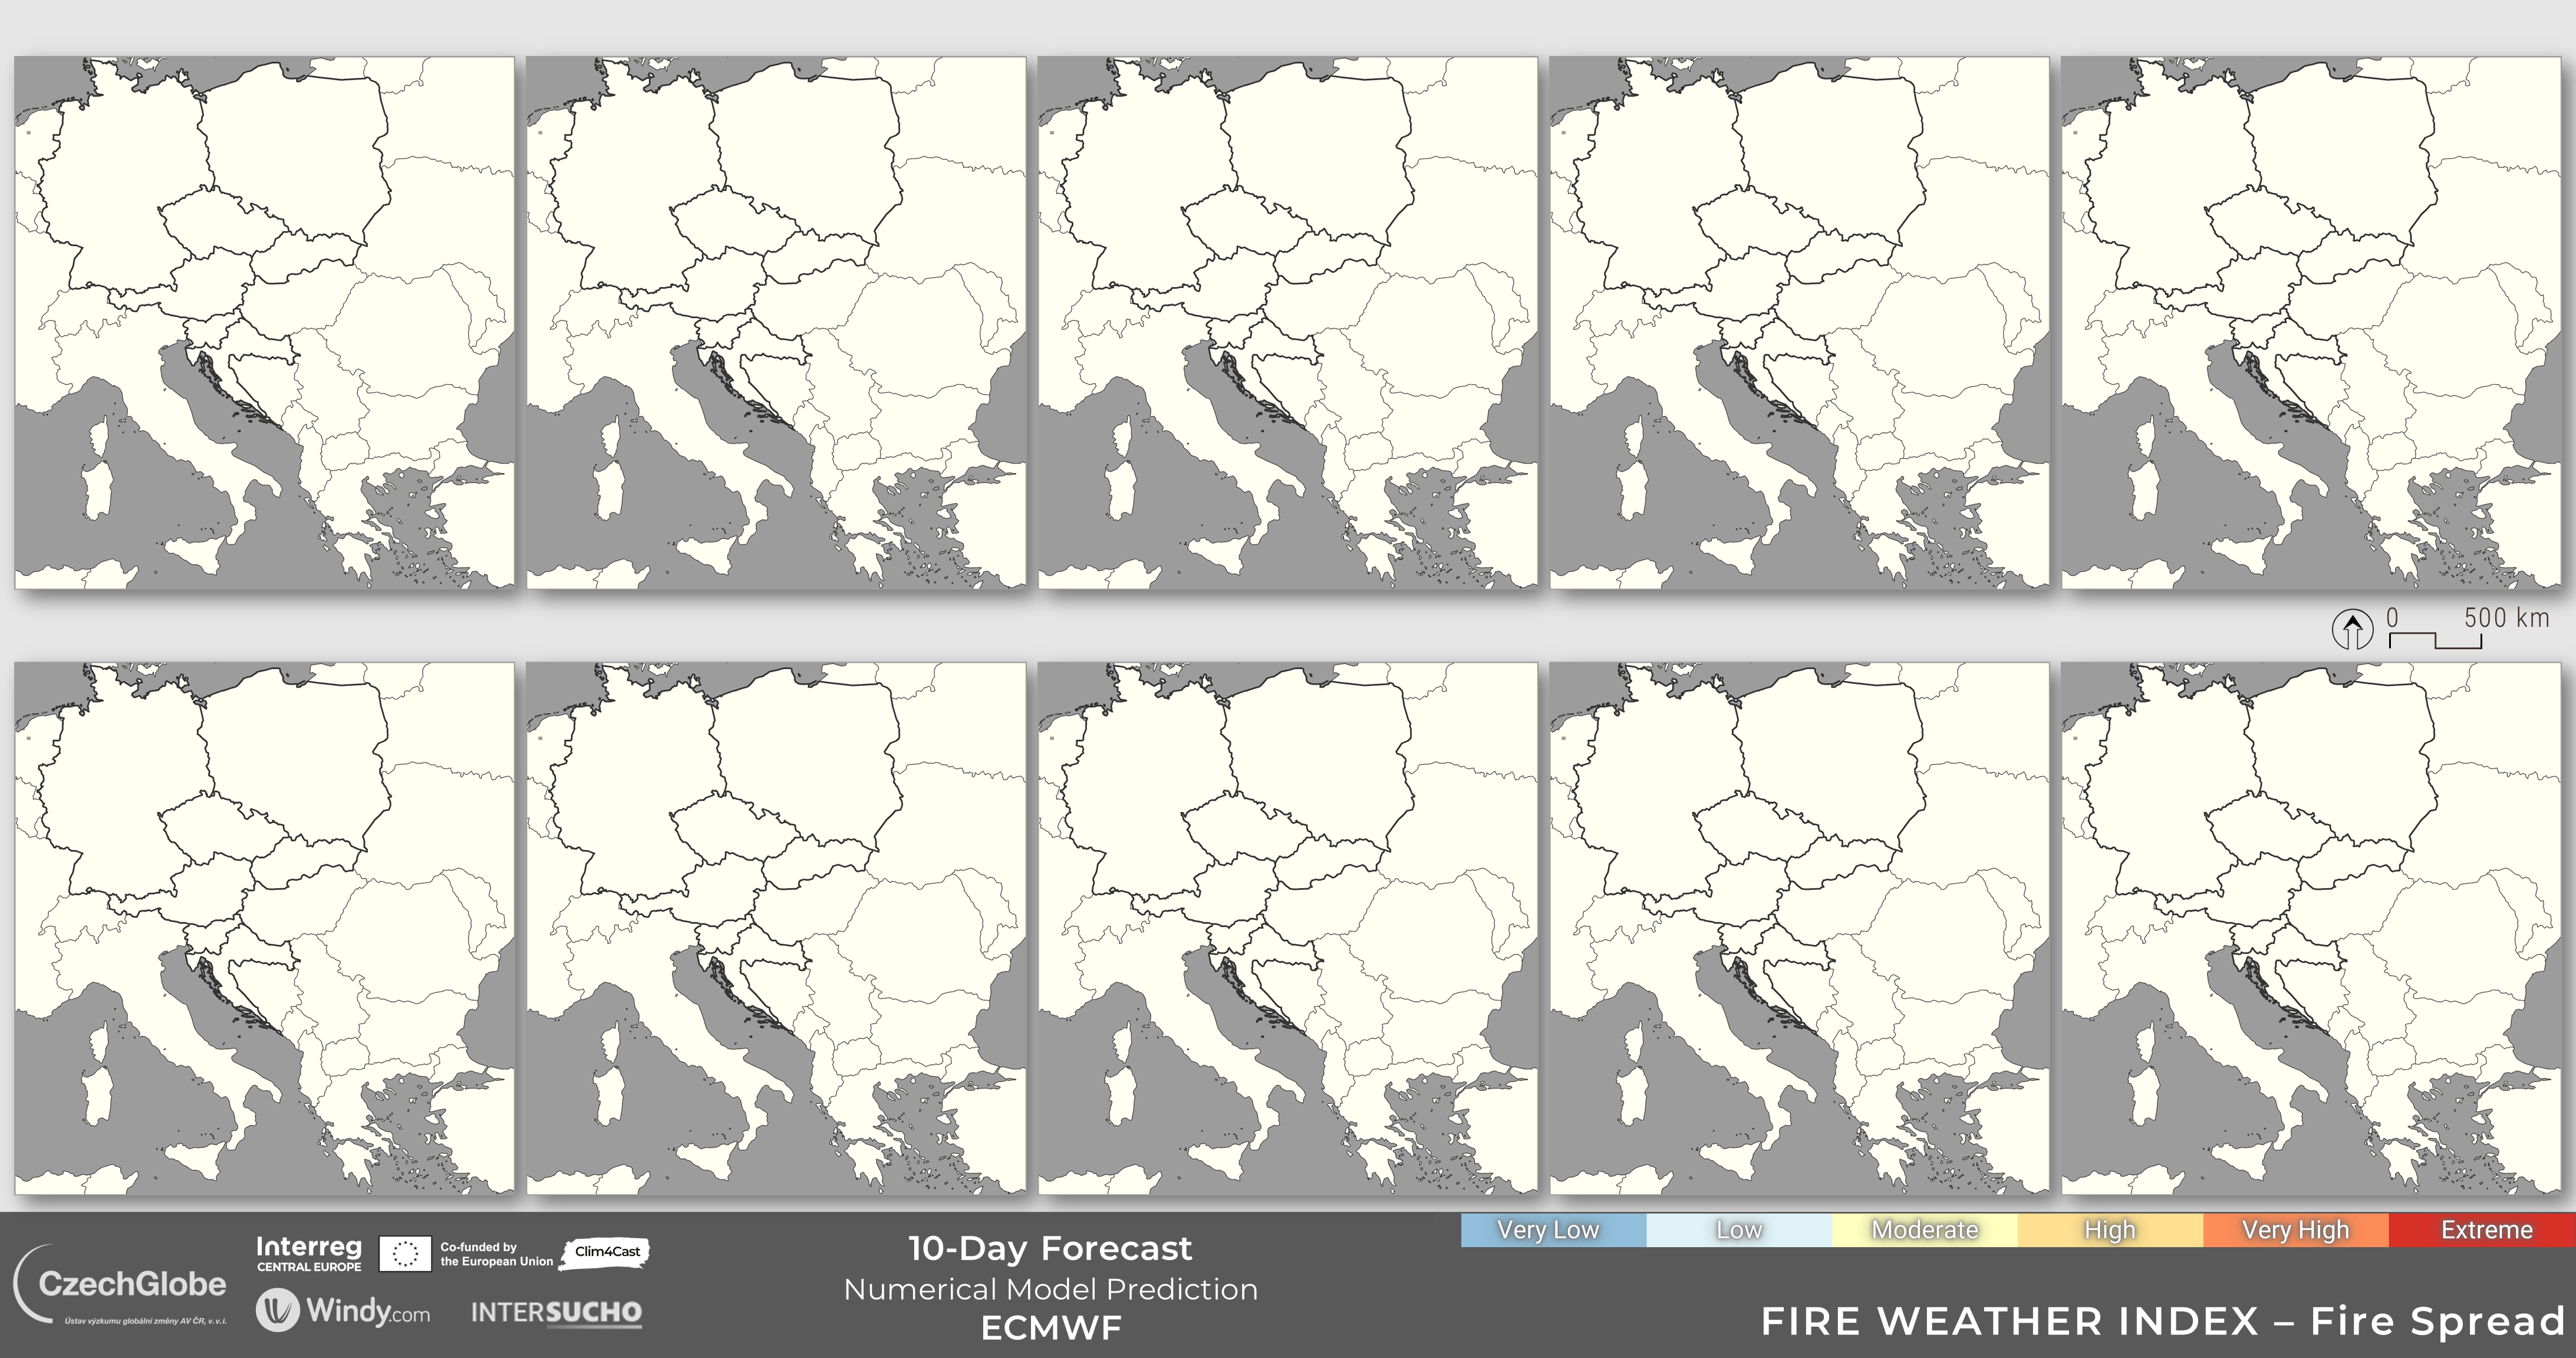 0 500 km
Very Low Low Moderate High Very High Extreme
CzechGlobe
Ústav výzkumu globální změny AV ČR, v. v. i.
Interreg
CENTRAL EUROPE
Co-funded by
the European Union
Clim4Cast
Windy.com
INTERSUCHO
10-Day Forecast
Numerical Model Prediction
ECMWF
FIRE WEATHER INDEX – Fire Spread